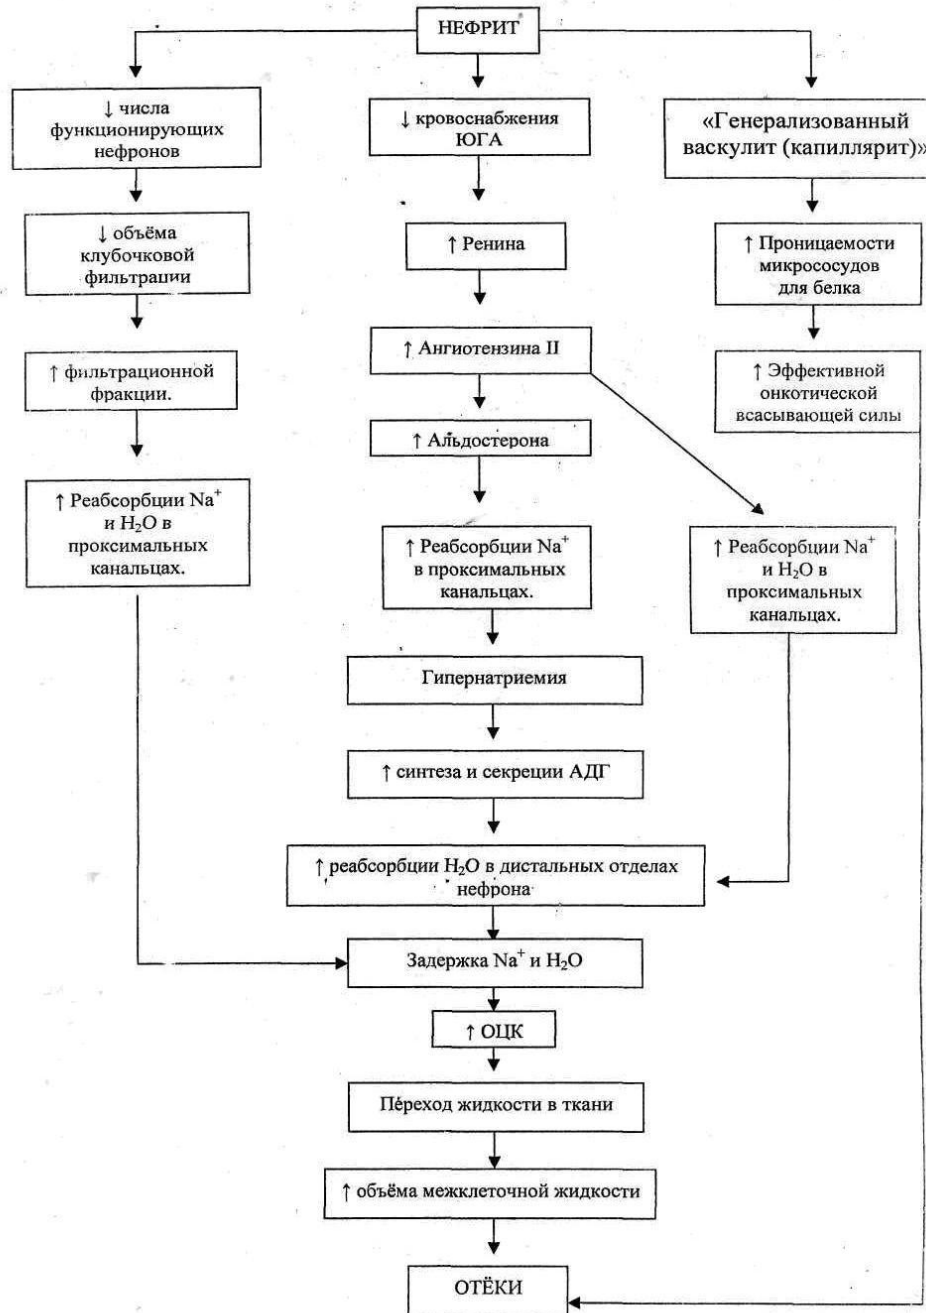 НЕФРИТ
↓ числа
функционирующих
нефронов
↓ объёма
клубочковой
фильтрации
↑ фильтрационной
фракции.
↑ Реабсорбции Na⁺
и H₂O в
проксимальных
канальцах.
↓ кровоснабжения
ЮГА
↑ Ренина
↑ Ангиотензина II
↑ Альдостерона
↑ Реабсорбции Na⁺
в проксимальных
канальцах.
Гипернатриемия
↑ синтеза и секреции АДГ
↑ реабсорбции H₂O в дистальных отделах
нефрона
Задержка Na⁺ и H₂O
↑ ОЦК
Переход жидкости в ткани
↑ объёма межклеточной жидкости
ОТЁКИ
«Генерализованный
васкулит (капиллярит)»
↑ Проницаемости
микрососудов
для белка
↑ Эффективной
онкотической
всасывающей силы
↑ Реабсорбции Na⁺
и H₂O в
проксимальных
канальцах.